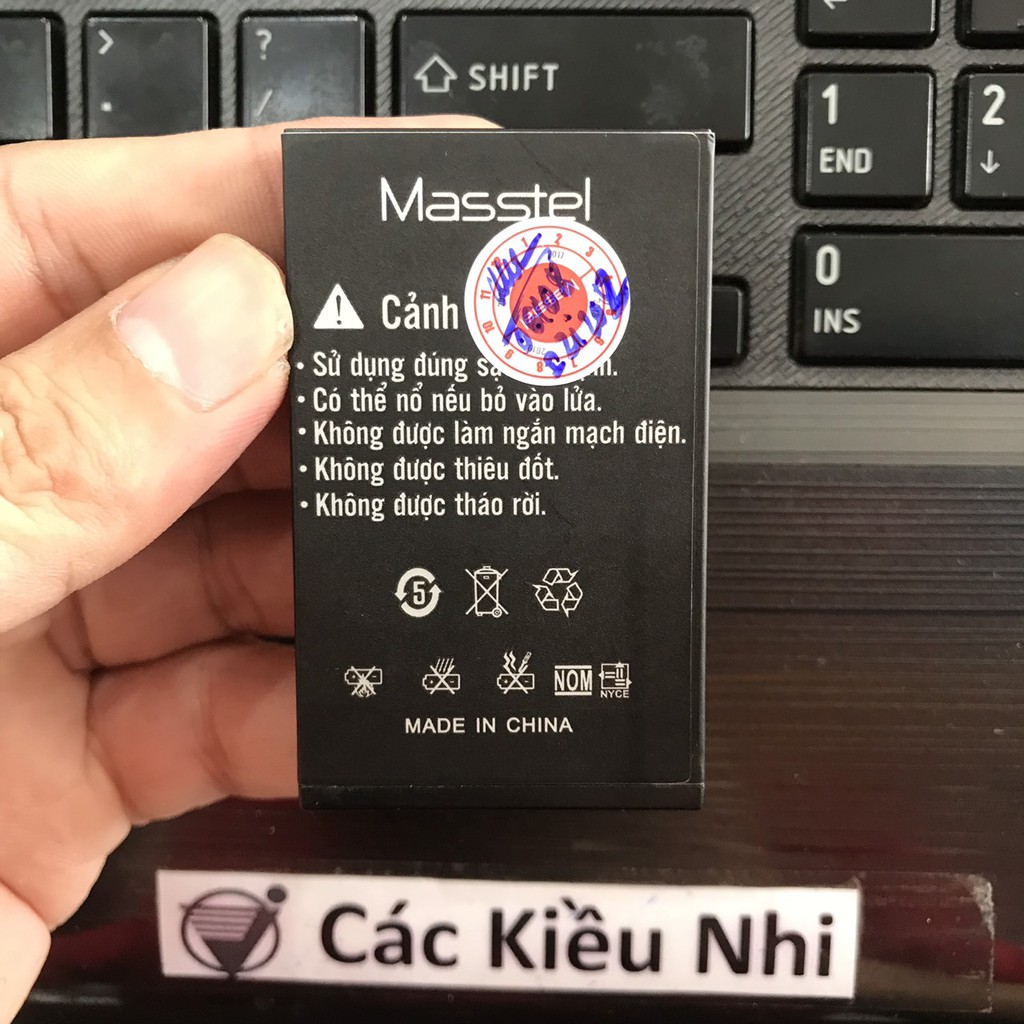 >
.
?
/
SHIFT
1
END
2
↓
0
INS
Masstel
Cảnh
• Sử dụng đúng
• Có thể nổ nếu bỏ vào lửa.
• Không được làm ngắn mạch điện.
• Không được thiêu đốt.
• Không được tháo rời.
5
NOM NYCE
MADE IN CHINA
Các Kiều Nhi